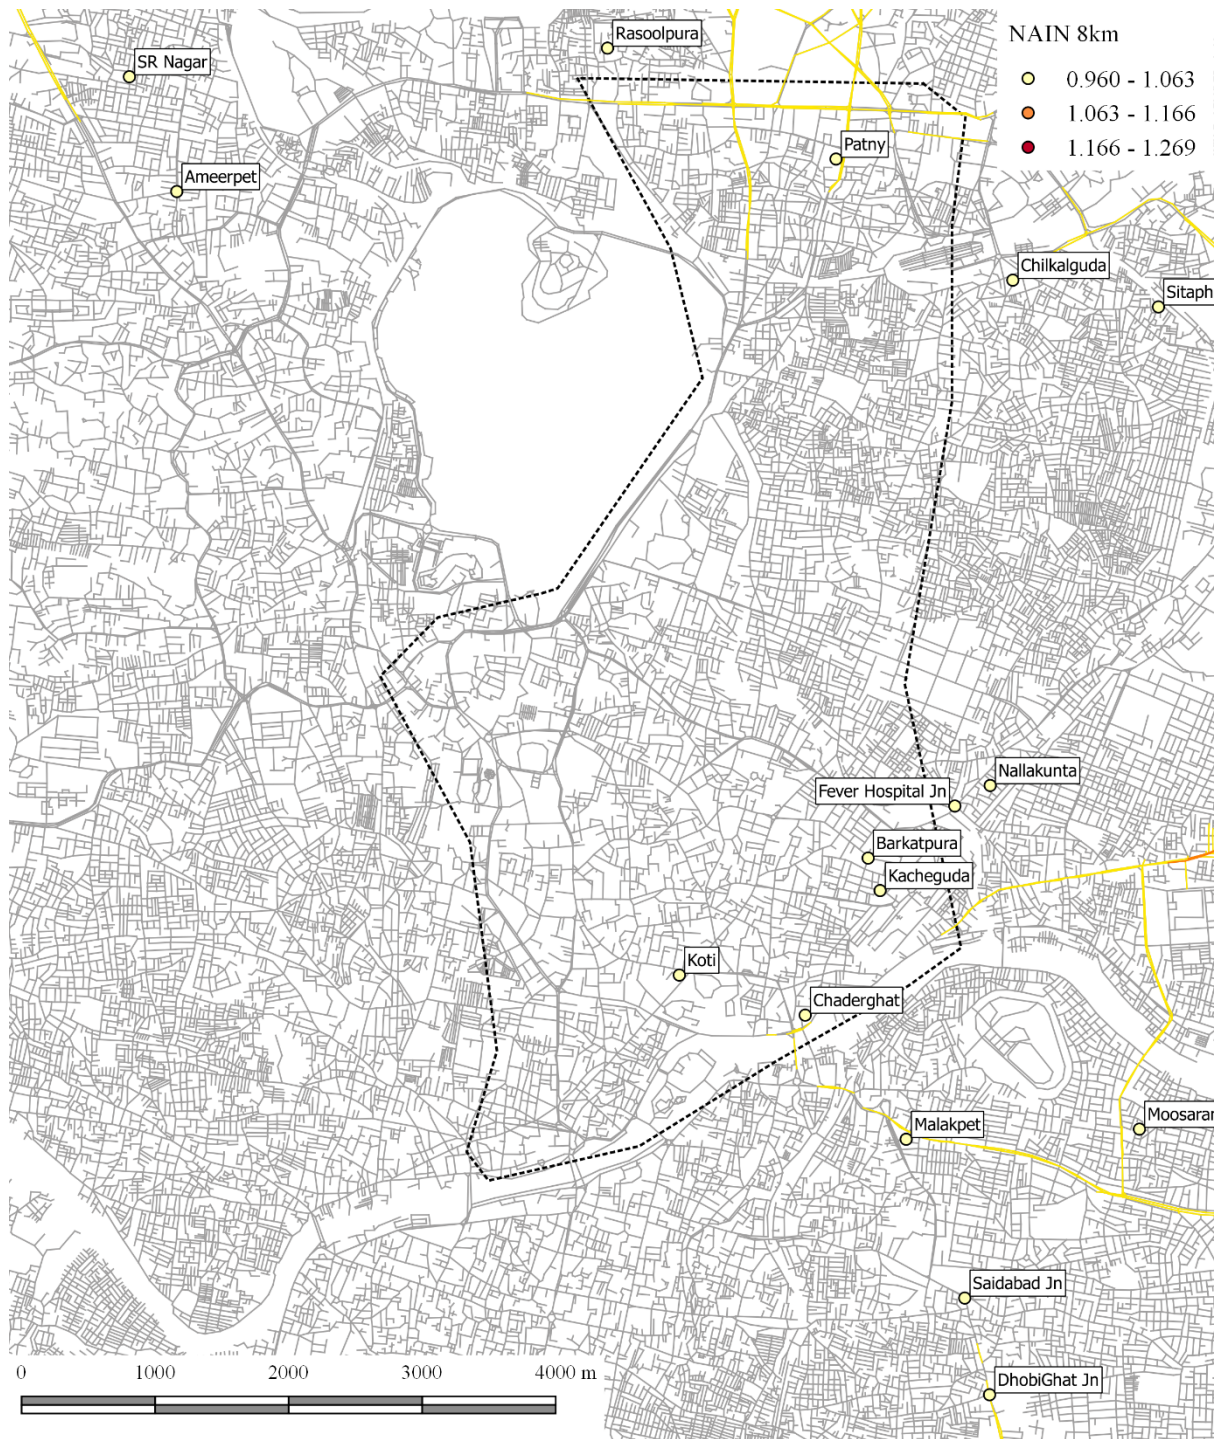 Rasoolpura
NAIN 8km
SR Nagar
0.960 - 1.063
1.063 - 1.166
1.166 - 1.269
Patny
Ameerpet
Chilkalguda
Sitaph
Nallakunta
Fever Hospital Jn
Barkatpura
Kacheguda
Koti
Chaderghat
Malakpet
Moosarar
Saidabad Jn
0 1000 2000 3000 4000 m
DhobiGhat Jn